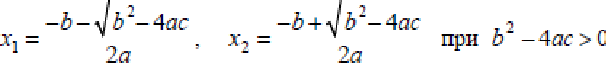 x₁ = (−b − √(b² − 4ac)) / 2a , x₂ = (−b + √(b² − 4ac)) / 2a при b² − 4ac > 0